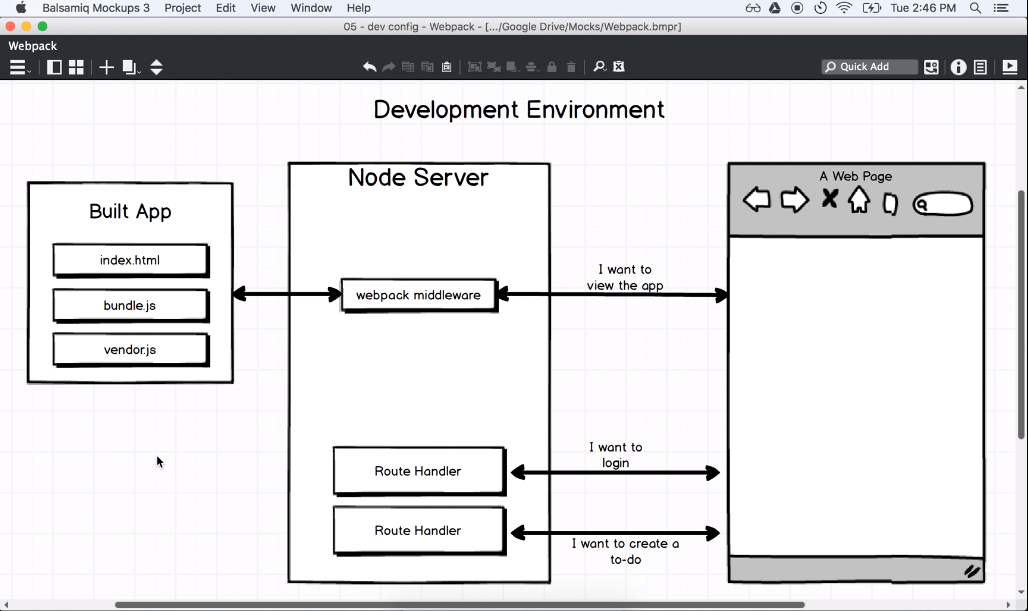 Balsamiq Mockups 3 Project Edit View Window Help Tue 2:46 PM
05 - dev config - Webpack - [.../Google Drive/Mocks/Webpack.bmpr]
Webpack
Quick Add
Development Environment
Built App
index.html
bundle.js
vendor.js
Node Server
webpack middleware
Route Handler
Route Handler
I want to
view the app
I want to
login
I want to create a
to-do
A Web Page